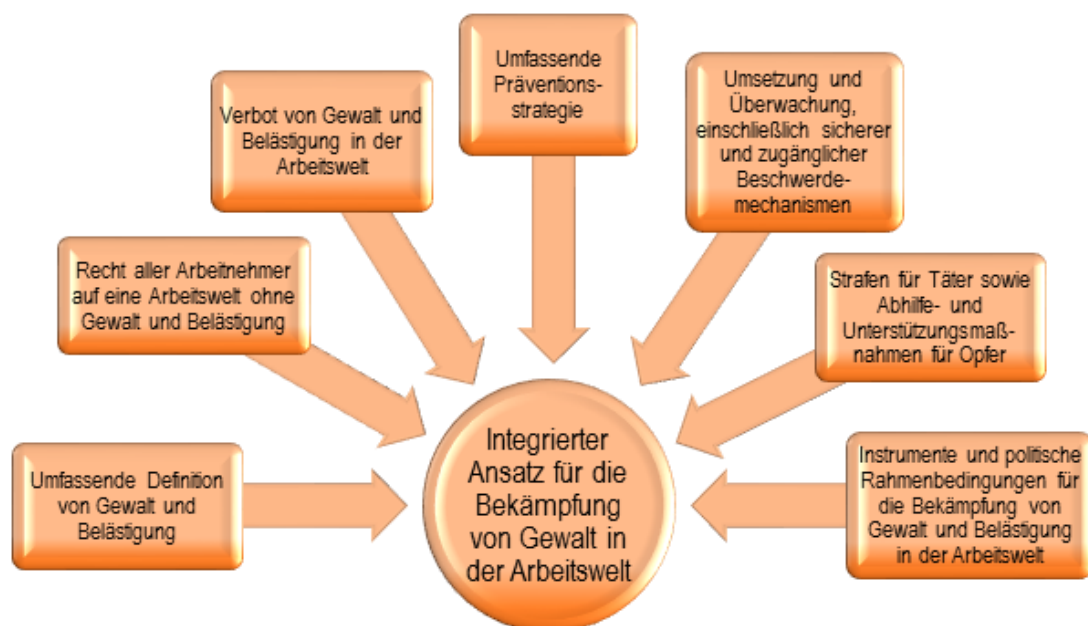 Umfassende Definition
von Gewalt und
Belästigung
Recht aller Arbeitnehmer
auf eine Arbeitswelt ohne
Gewalt und Belästigung
Verbot von Gewalt und
Belästigung in der
Arbeitswelt
Umfassende
Präventions-
strategie
Umsetzung und
Überwachung,
einschließlich sicherer
und zugänglicher
Beschwerde-
mechanismen
Strafen für Täter sowie
Abhilfe- und
Unterstützungsmaß-
nahmen für Opfer
Instrumente und politische
Rahmenbedingungen für
die Bekämpfung von
Gewalt und Belästigung
in der Arbeitswelt
Integrierter
Ansatz für die
Bekämpfung
von Gewalt in
der Arbeitswelt